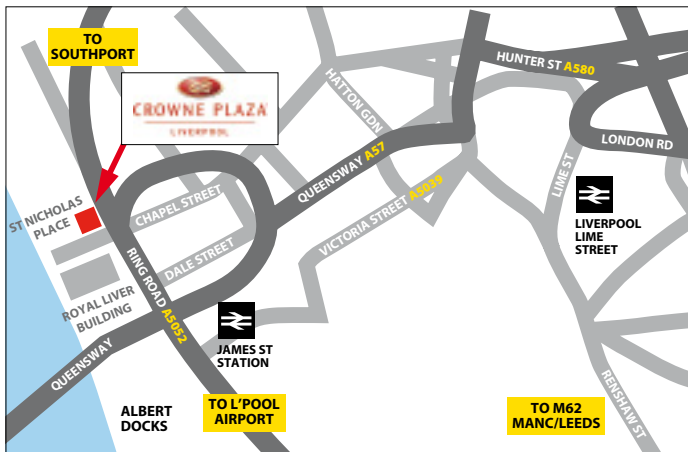 TO
SOUTHPORT
CROWNE PLAZA
LIVERPOOL
HATTON GDN
HUNTER ST A580
LONDON RD
LIME ST
QUEENSWAY A57
VICTORIA STREET A5039
LIVERPOOL
LIME
STREET
ST NICHOLAS
PLACE
CHAPEL STREET
DALE STREET
RING ROAD A5052
ROYAL LIVER
BUILDING
QUEENSWAY
JAMES ST
STATION
RENSHAW ST
ALBERT
DOCKS
TO L'POOL
AIRPORT
TO M62
MANC/LEEDS